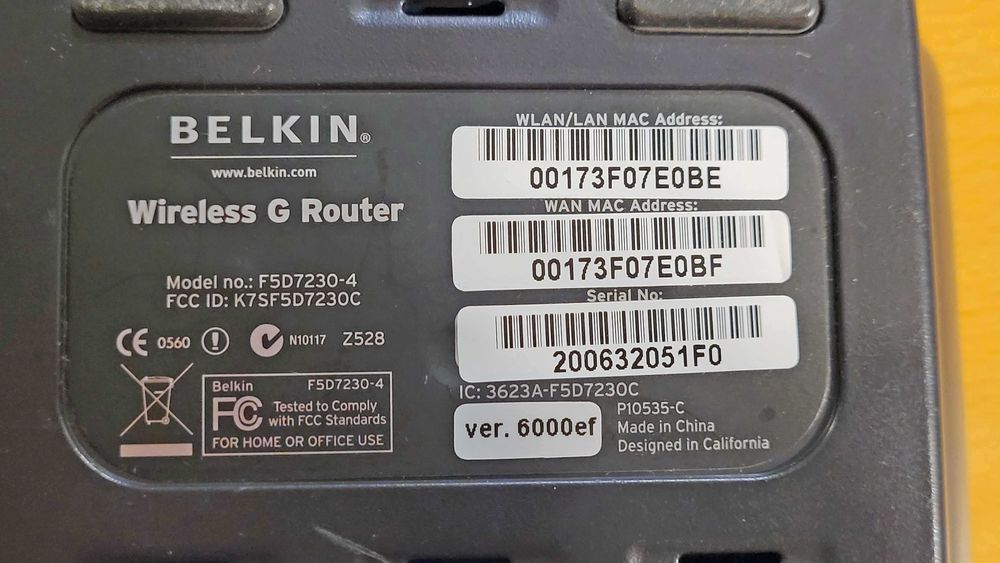 BELKIN®
www.belkin.com
Wireless G Router
Model no.: F5D7230-4
FCC ID: K7SF5D7230C
CE 0560 ! N10117 Z528
Belkin F5D7230-4
FC Tested to Comply
with FCC Standards
FOR HOME OR OFFICE USE
WLAN/LAN MAC Address:
00173F07E0BE
WAN MAC Address:
00173F07E0BF
Serial No:
200632051F0
IC: 3623A-F5D7230C
ver. 6000ef
P10535-C
Made in China
Designed in California